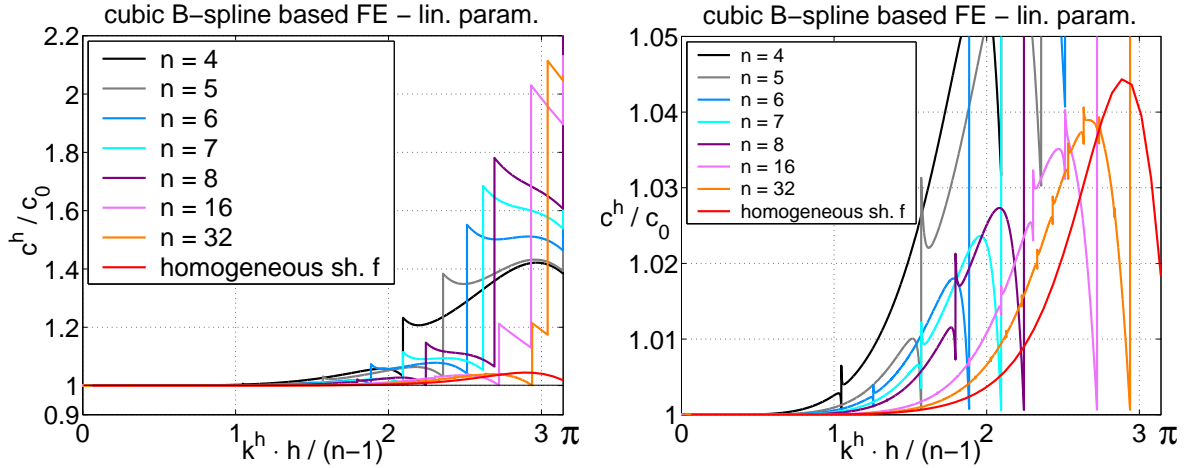 cubic B-spline based FE - lin. param.
2.2
2
1.8
1.6
1.4
1.2
1
0.9
c^h / c_0
n = 4
n = 5
n = 6
n = 7
n = 8
n = 16
n = 32
homogeneous sh. f
0 1 2 3 π
k^h · h / (n-1)
cubic B-spline based FE - lin. param.
1.05
1.04
1.03
1.02
1.01
1
c^h / c_0
n = 4
n = 5
n = 6
n = 7
n = 8
n = 16
n = 32
homogeneous sh. f
0 1 2 3 π
k^h · h / (n-1)